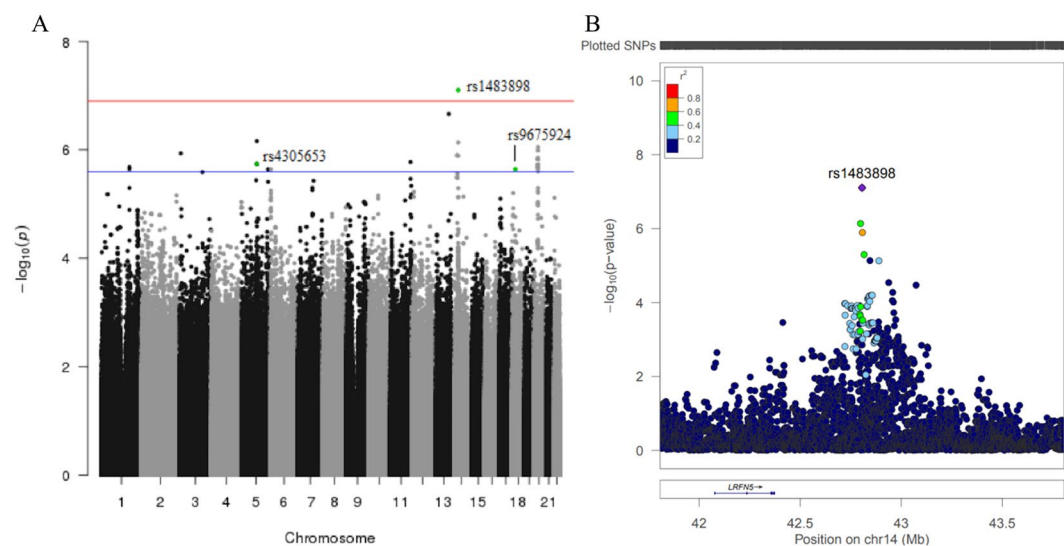 A
8
6
4
2
0
−log₁₀(p)
rs1483898
rs9675924
rs4305653
1 2 3 4 5 6 7 8 9 11 13 15 18 21
Chromosome
B
Plotted SNPs
10
8
6
4
2
0
−log₁₀(p−value)
r²
0.8
0.6
0.4
0.2
rs1483898
LRFN5→
42 42.5 43 43.5
Position on chr14 (Mb)